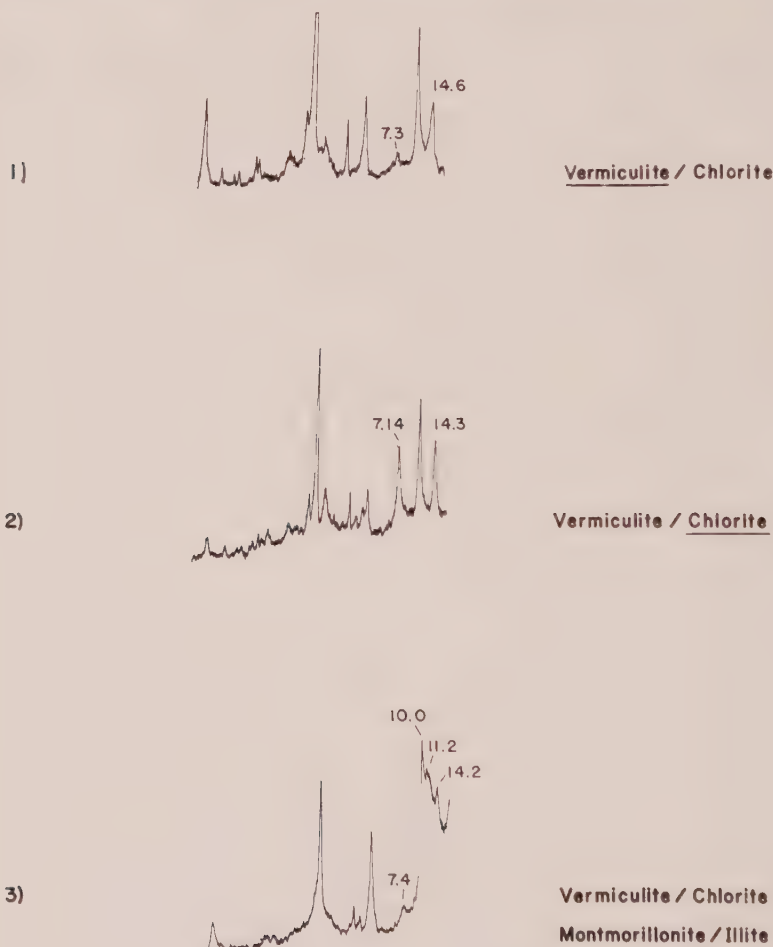 14.6
7.3
1)
Vermiculite / Chlorite
7.14
14.3
2)
Vermiculite / Chlorite
10.0
11.2
14.2
7.4
3)
Vermiculite / Chlorite
Montmorillonite / Illite